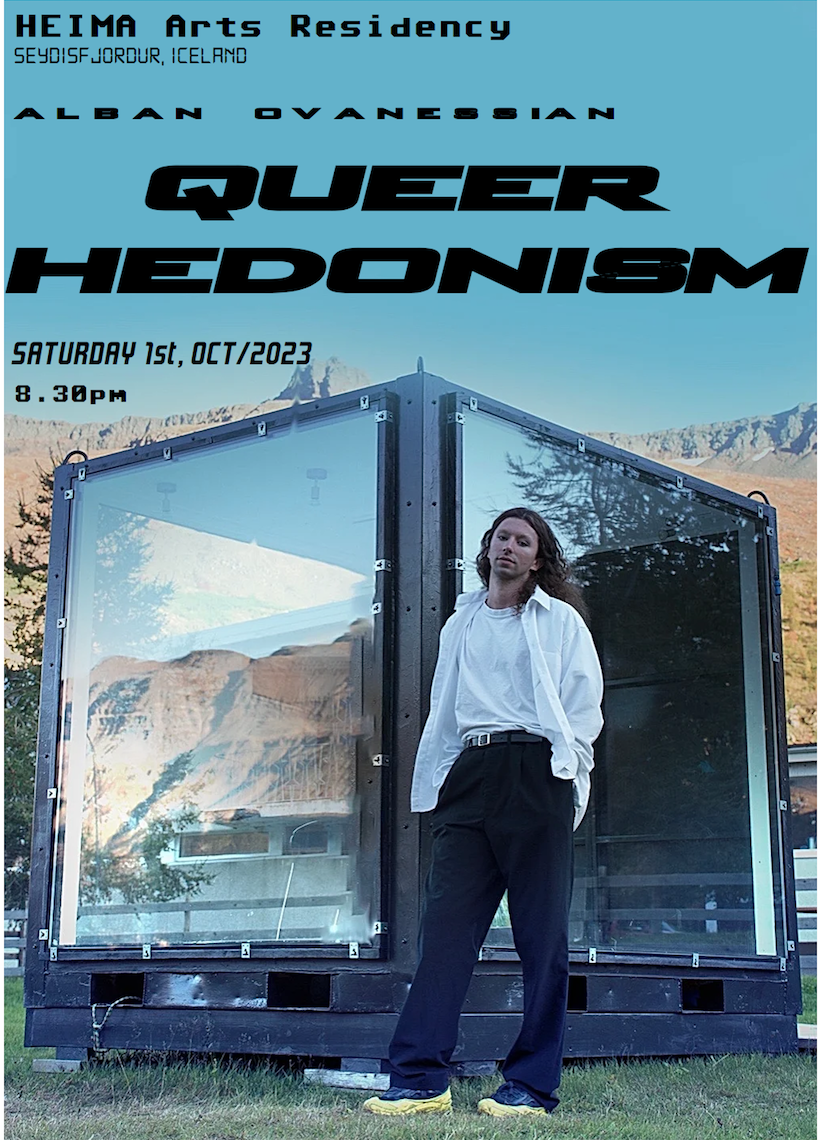 HEIMA Arts Residency
SEYDISFJORDUR, ICELAND
ALBAN OVANESSIAN
QUEER
HEDONISM
SATURDAY 1st, OCT/2023
8.30pm